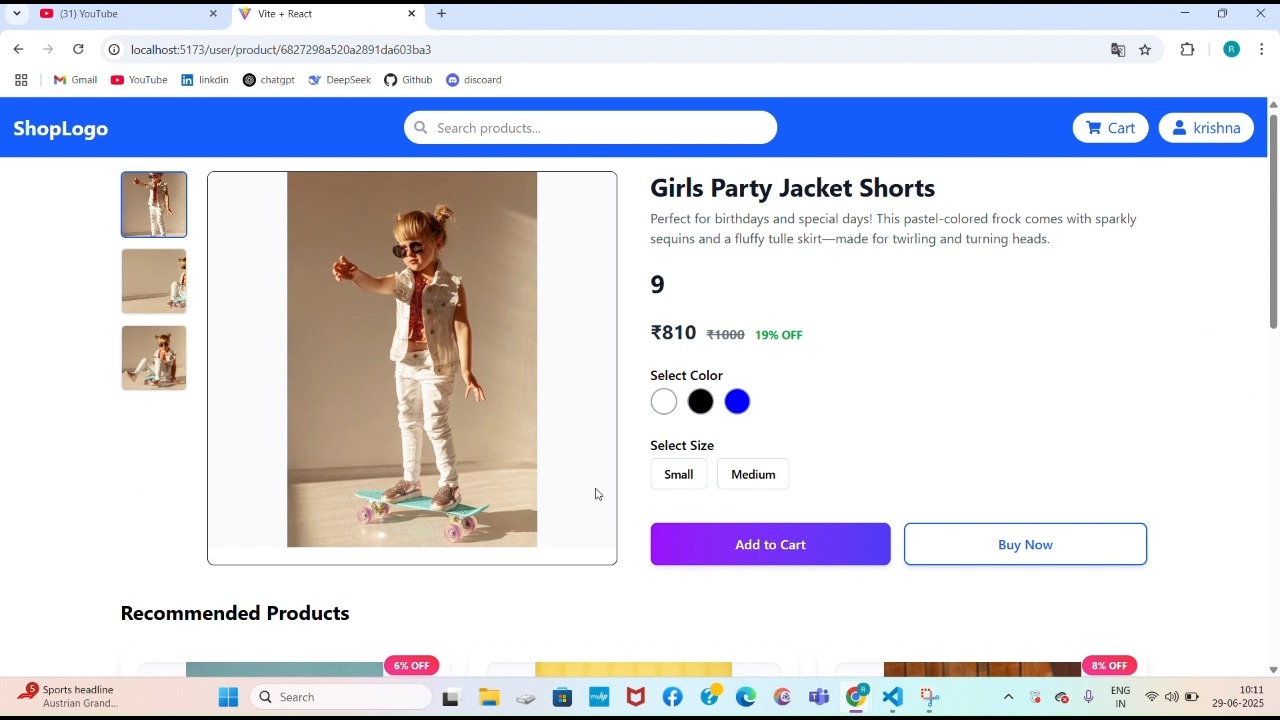 (31) YouTube
Vite + React
localhost:5173/user/product/6827298a520a2891da603ba3
R
Gmail
YouTube
linkdin
chatgpt
DeepSeek
Github
discoard
ShopLogo
Search products...
Cart
krishna
Girls Party Jacket Shorts
Perfect for birthdays and special days! This pastel-colored frock comes with sparkly
sequins and a fluffy tulle skirt—made for twirling and turning heads.
9
₹810 ₹1000 19% OFF
Select Color
Select Size
Small Medium
Add to Cart Buy Now
Recommended Products
6% OFF
8% OFF
5
Sports headline
Austrian Grand...
Search
myhp
R
ENG
IN
10:11
29-06-2025